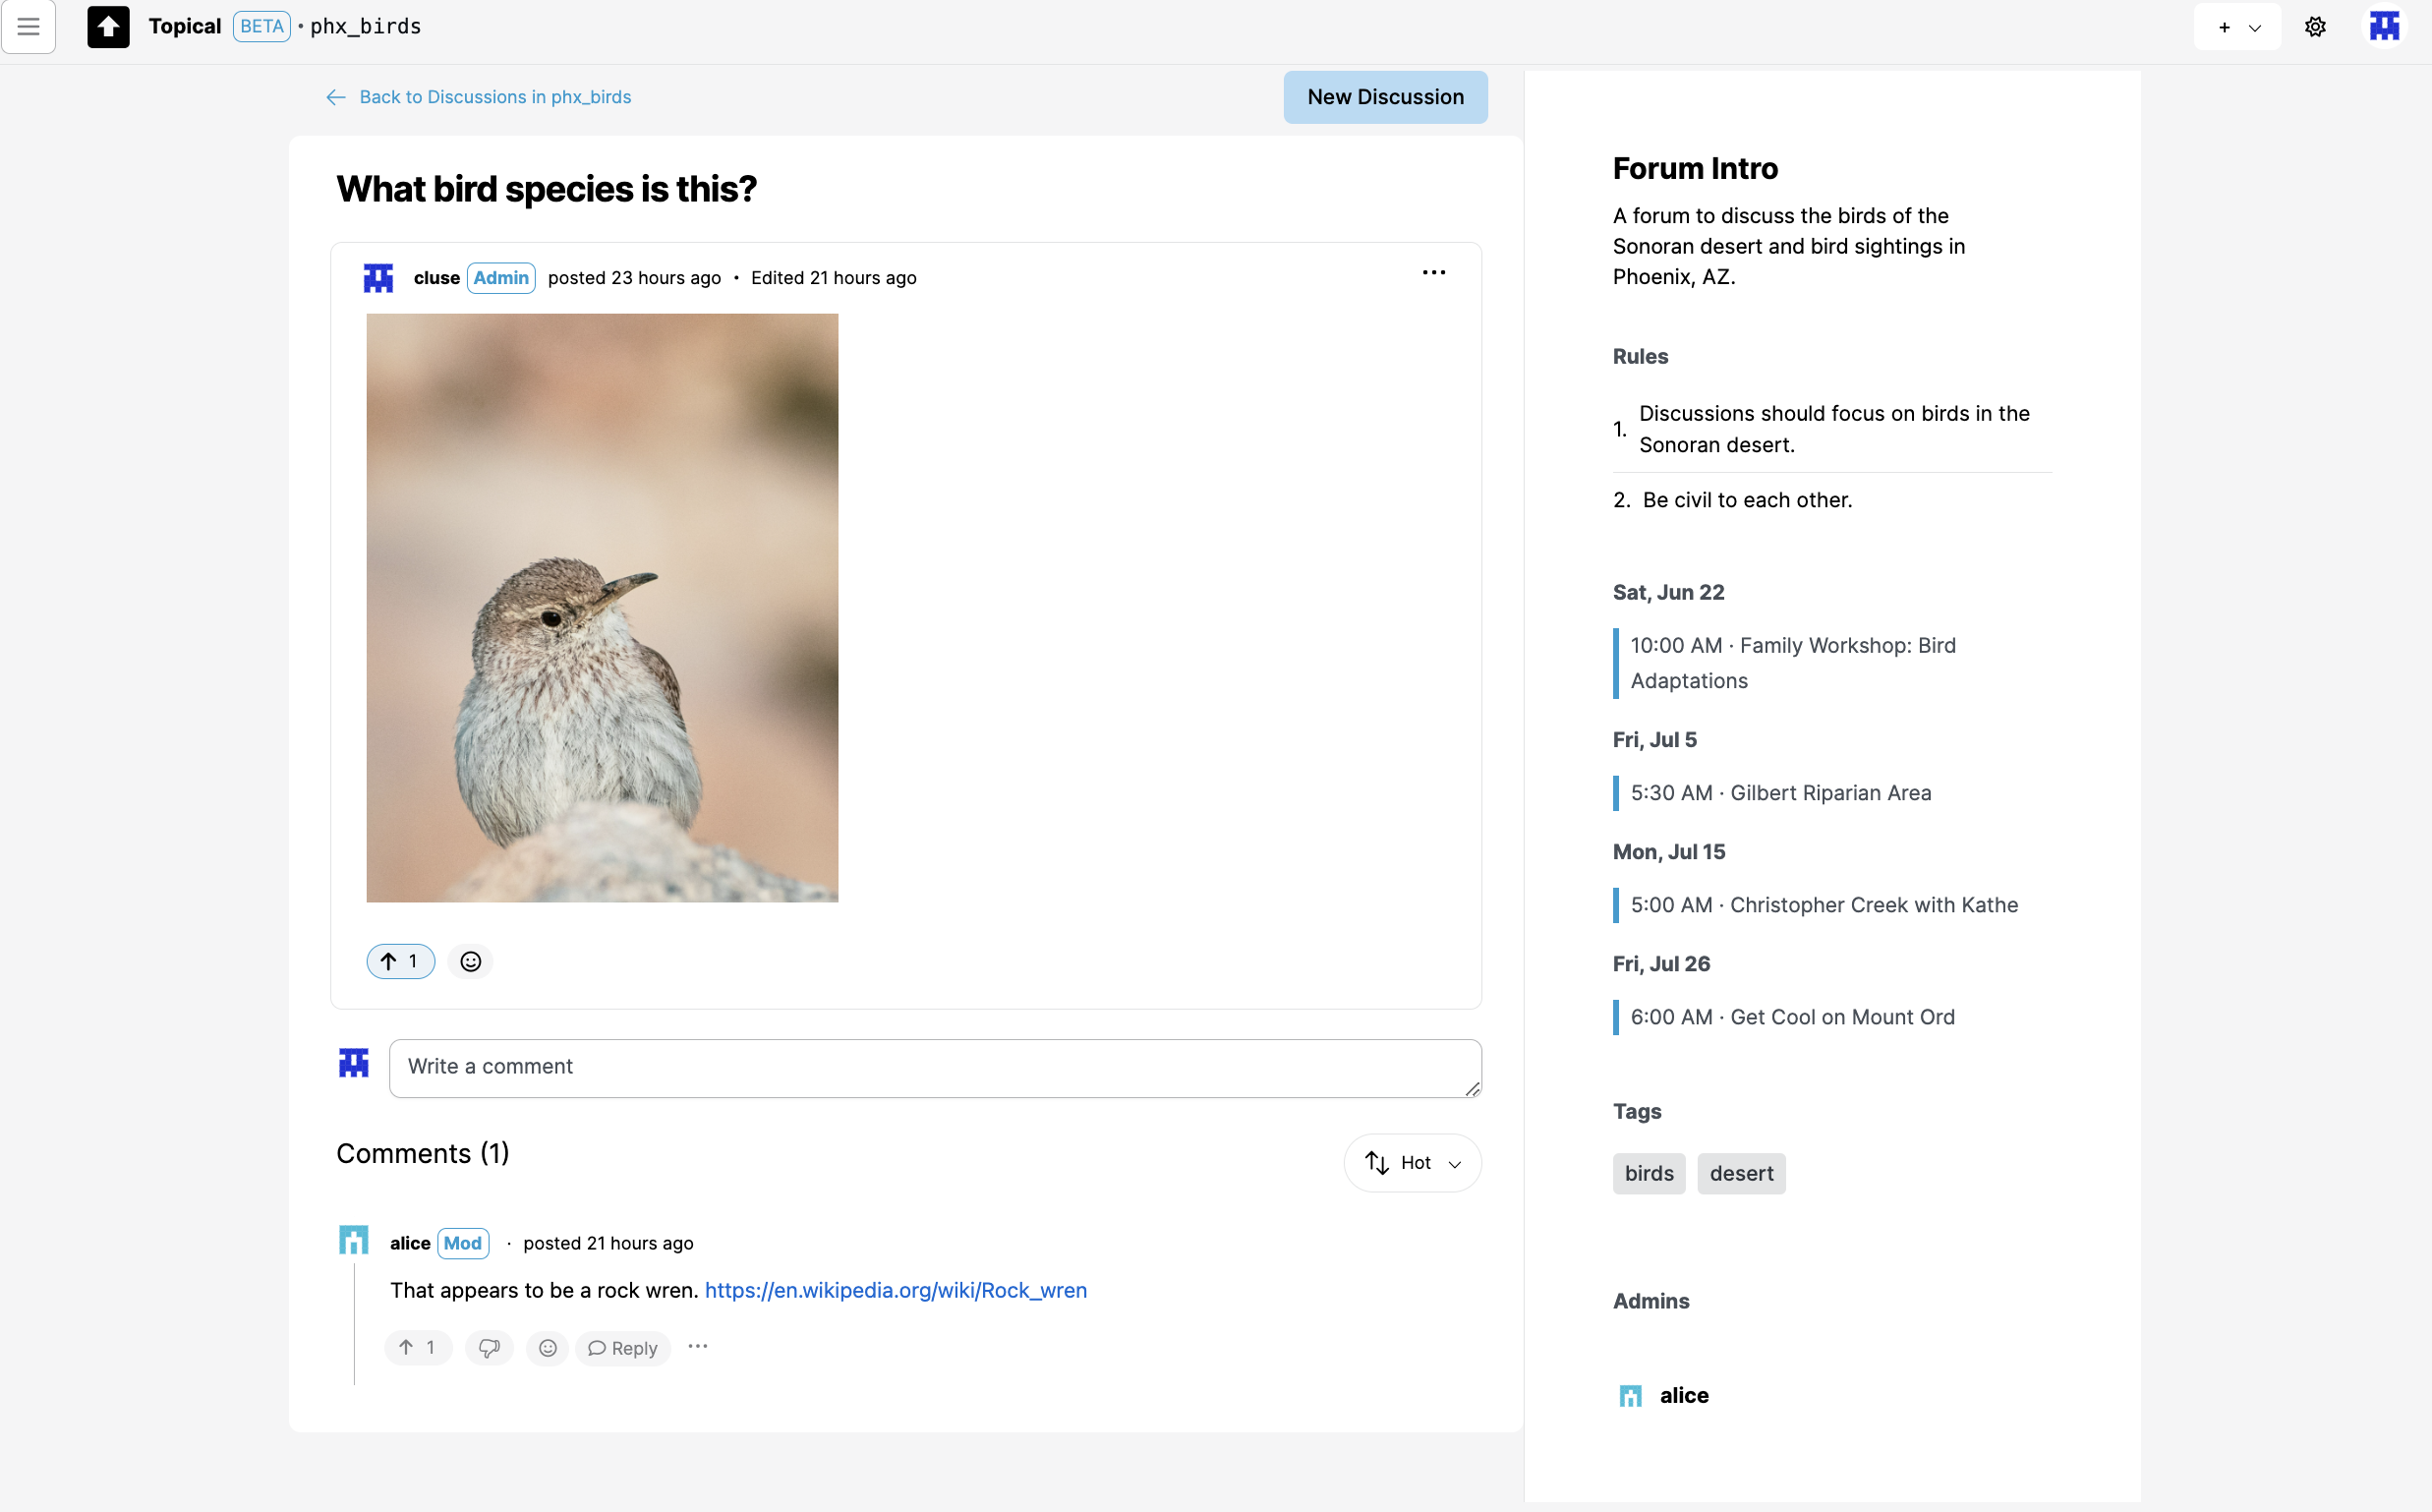 Topical BETA • phx_birds
+
Back to Discussions in phx_birds
New Discussion
What bird species is this?
cluse Admin posted 23 hours ago • Edited 21 hours ago
1
Write a comment
Comments (1)
Hot
alice Mod · posted 21 hours ago
That appears to be a rock wren. https://en.wikipedia.org/wiki/Rock_wren
1
Reply
Forum Intro
A forum to discuss the birds of the
Sonoran desert and bird sightings in
Phoenix, AZ.
Rules
1. Discussions should focus on birds in the
Sonoran desert.
2. Be civil to each other.
Sat, Jun 22
10:00 AM · Family Workshop: Bird
Adaptations
Fri, Jul 5
5:30 AM · Gilbert Riparian Area
Mon, Jul 15
5:00 AM · Christopher Creek with Kathe
Fri, Jul 26
6:00 AM · Get Cool on Mount Ord
Tags
birds desert
Admins
alice